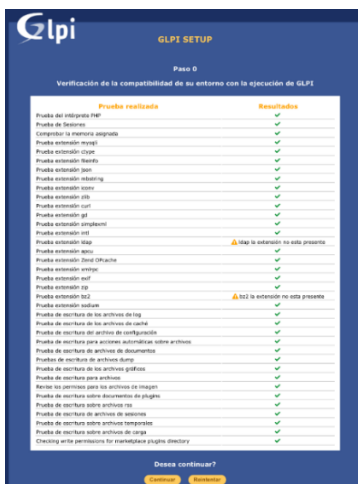 Glpi
GLPI SETUP
Paso 0
Verificación de la compatibilidad de su entorno con la ejecución de GLPI
Prueba realizada Resultados
Prueba del intérprete PHP
Prueba de Sesiones
Comprobar la memoria asignada
Prueba extensión mysqli
Prueba extensión ctype
Prueba extensión fileinfo
Prueba extensión json
Prueba extensión mbstring
Prueba extensión iconv
Prueba extensión zlib
Prueba extensión curl
Prueba extensión gd
Prueba extensión simplexml
Prueba extensión intl
Prueba extensión ldap ldap la extensión no esta presente
Prueba extensión apcu
Prueba extensión Zend OPcache
Prueba extensión xmlrpc
Prueba extensión exif
Prueba extensión zip
Prueba extensión bz2 bz2 la extensión no esta presente
Prueba extensión sodium
Prueba de escritura de los archivos de log
Prueba de escritura de los archivos de caché
Prueba de escritura del archivo de configuración
Prueba de escritura para acciones automáticas sobre archivos
Prueba de escritura de archivos de documentos
Pruebas de escritura de archivos dump
Prueba de escritura de los archivos gráficos
Prueba de escritura para archivos
Revise los permisos para los archivos de imagen
Prueba de escritura sobre documentos de plugins
Prueba de escritura sobre archivos rss
Prueba de escritura de archivos de sesiones
Prueba de escritura sobre archivos temporales
Prueba de escritura sobre archivos de carga
Checking write permissions for marketplace plugins directory
Desea continuar?
Continuar Reintentar